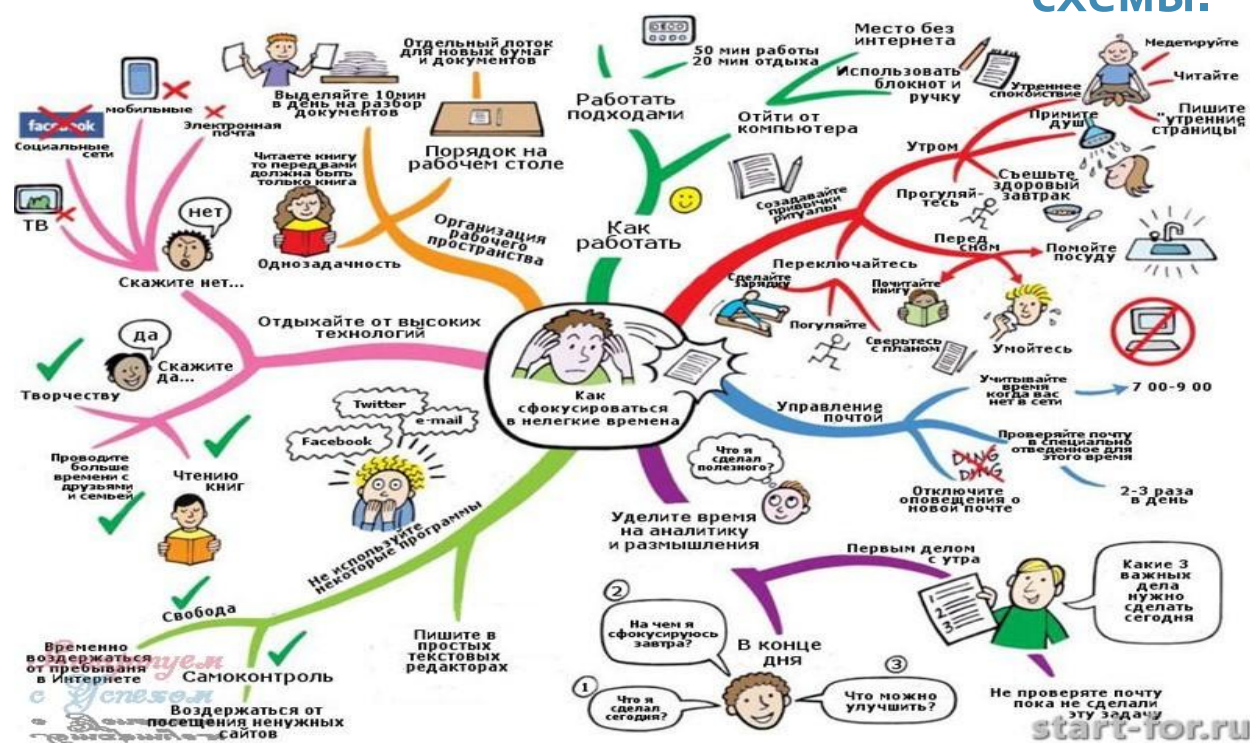 схемы.
facebook
Социальные
сети
мобильные
Электронная
почта
ТВ
нет
Скажите нет...
Выделяйте 10мин
в день на разбор
документов
Отдельный лоток
для новых бумаг
и документов
Порядок на
рабочем столе
Читаете книгу
то перед вами
должна быть
только книга
Однозадачность
Организация
рабочего
пространства
50 мин работы
20 мин отдыха
Работать
подходами
Место без
интернета
Использовать
блокнот и
ручку
Отйти от
компьютера
Как
работать
Созадавайте
привычки
ритуалы
Утром
Утреннее
спокойствие
Медетируйте
Читайте
Пишите
"утренние
страницы"
Примите
душ
Съешьте
здоровый
завтрак
Прогуляй-
тесь
Перед
сном
Помойте
посуду
Почитайте
книгу
Умойтесь
Переключайтесь
Сделайте
зарядку
Погуляйте
Сверьтесь
с планом
Отдыхайте от высоких
технологий
да
Скажите
да...
Творчеству
Проводите
больше
времени с
друзьями
и семьей
Чтению
книг
Как
сфокусироваться
в нелегкие времена
Управление
почтой
Учитывайте
время
когда вас
нет в сети
7 00-9 00
Проверяйте почту
в специально
отведенное для
этого время
2-3 раза
в день
DING
DING
Отключите
оповещения о
новой почте
Twitter
e-mail
Facebook
Не используйте
некоторые программы
Свобода
Временно
воздержаться
от пребываня
в Интернете
Самоконтроль
Воздержаться от
посещения ненужных
сайтов
Пишите в
простых
текстовых
редакторах
Что я
сделал
полезного?
Уделите время
на аналитику
и размышления
Первым делом
с утра
1
2
3
Какие 3
важных
дела
нужно
сделать
сегодня
Не проверяте почту
пока не сделали
эту задачу
В конце
дня
2
На чем я
сфокусируюсь
завтра?
1
Что я
сделал
сегодня?
3
Что можно
улучшить?
с Успехом
start-for.ru